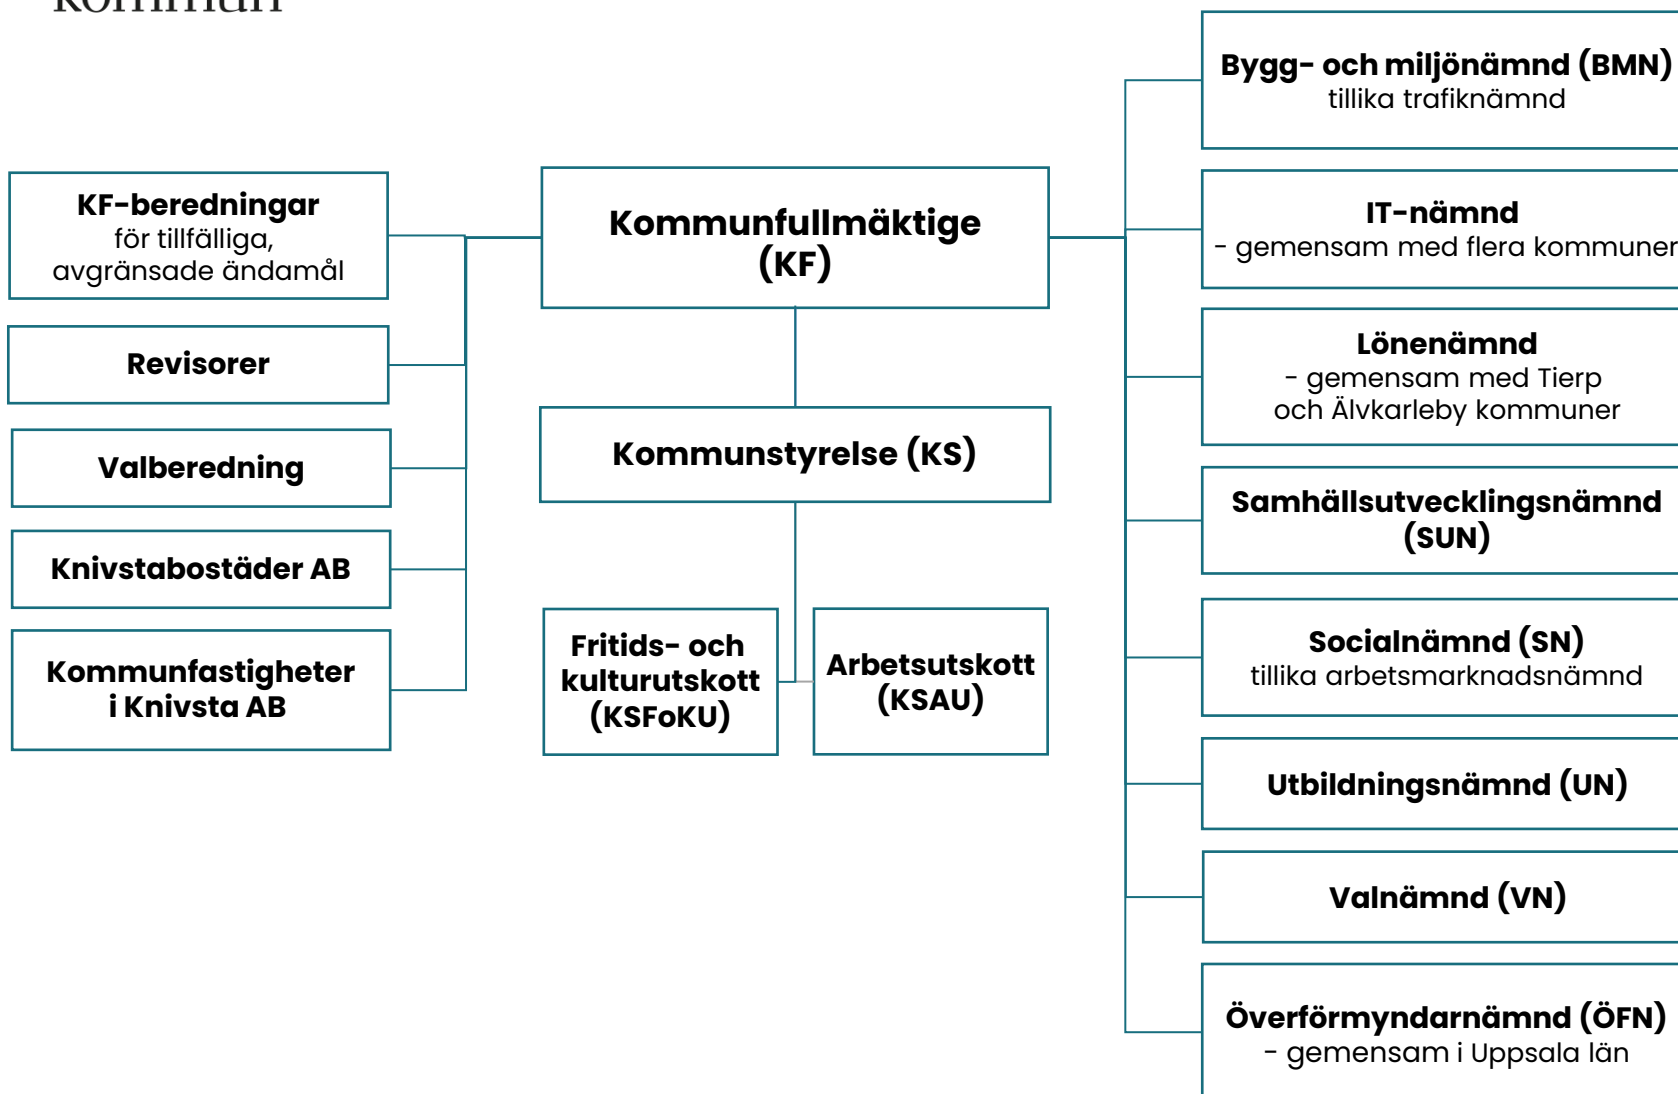 kommun
KF-beredningar
för tillfälliga,
avgränsade ändamål
Revisorer
Valberedning
Knivstabostäder AB
Kommunfastigheter
i Knivsta AB
Kommunfullmäktige
(KF)
Kommunstyrelse (KS)
Fritids- och
kulturutskott
(KSFoKU)
Arbetsutskott
(KSAU)
Bygg- och miljönämnd (BMN)
tillika trafiknämnd
IT-nämnd
- gemensam med flera kommuner
Lönenämnd
- gemensam med Tierp
och Älvkarleby kommuner
Samhällsutvecklingsnämnd
(SUN)
Socialnämnd (SN)
tillika arbetsmarknadsnämnd
Utbildningsnämnd (UN)
Valnämnd (VN)
Överförmyndarnämnd (ÖFN)
- gemensam i Uppsala län